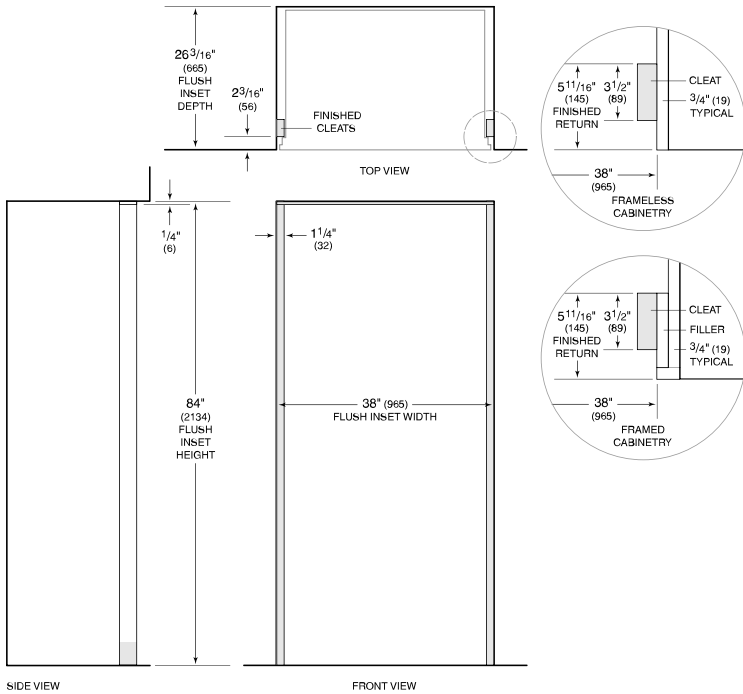 26 3/16"
(665)
FLUSH
INSET
DEPTH
2 3/16"
(56)
FINISHED
CLEATS
TOP VIEW
5 11/16"
(145)
FINISHED
RETURN
3 1/2"
(89)
CLEAT
3/4" (19)
TYPICAL
38"
(965)
FRAMELESS
CABINETRY
1/4"
(6)
1 1/4"
(32)
84"
(2134)
FLUSH
INSET
HEIGHT
38" (965)
FLUSH INSET WIDTH
5 11/16"
(145)
FINISHED
RETURN
3 1/2"
(89)
CLEAT
FILLER
3/4" (19)
TYPICAL
38"
(965)
FRAMED
CABINETRY
SIDE VIEW
FRONT VIEW